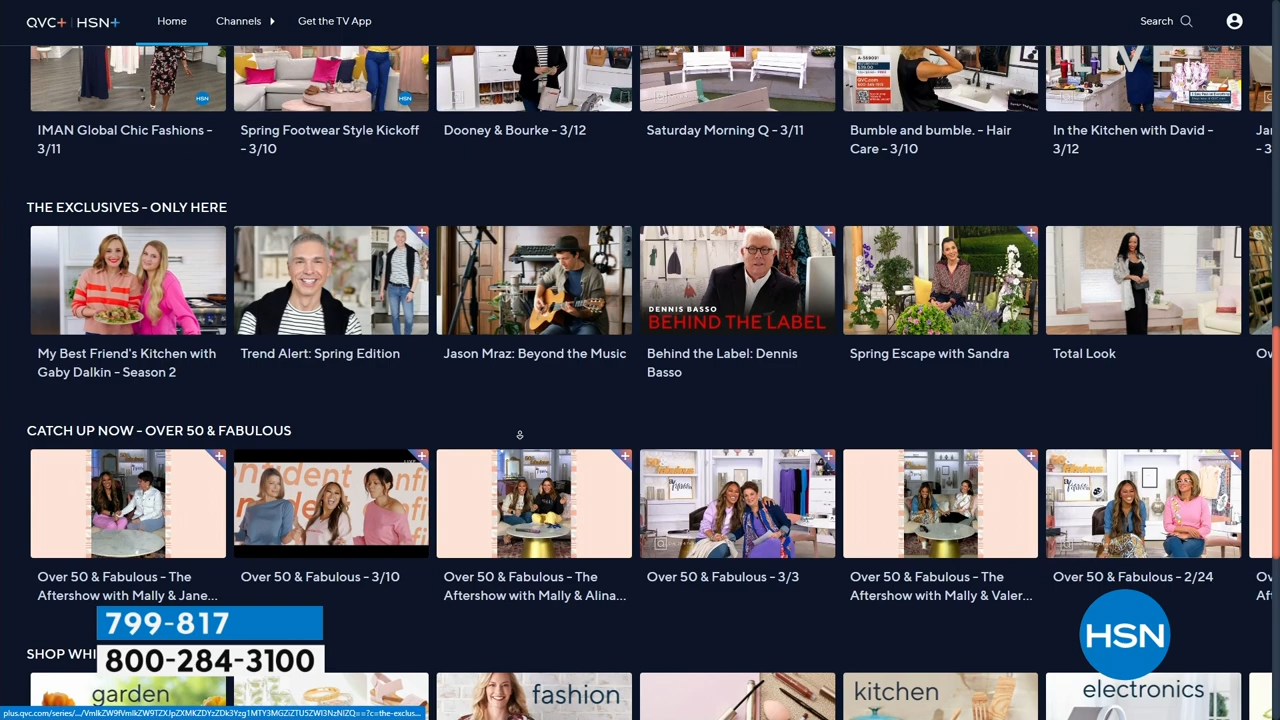 QVC+ | HSN+
Home
Channels
Get the TV App
Search
HSN
HSN
LIVE
IMAN Global Chic Fashions -
3/11
Spring Footwear Style Kickoff
- 3/10
Dooney & Bourke - 3/12
Saturday Morning Q - 3/11
Bumble and bumble. - Hair
Care - 3/10
In the Kitchen with David -
3/12
THE EXCLUSIVES - ONLY HERE
DENNIS BASSO
BEHIND THE LABEL
My Best Friend's Kitchen with
Gaby Dalkin - Season 2
Trend Alert: Spring Edition
Jason Mraz: Beyond the Music
Behind the Label: Dennis
Basso
Spring Escape with Sandra
Total Look
CATCH UP NOW - OVER 50 & FABULOUS
Over 50 & Fabulous - The
Aftershow with Mally & Jane...
Over 50 & Fabulous - 3/10
Over 50 & Fabulous - The
Aftershow with Mally & Alina...
Over 50 & Fabulous - 3/3
Over 50 & Fabulous - The
Aftershow with Mally & Valer...
Over 50 & Fabulous - 2/24
799-817
800-284-3100
HSN
SHOP WHI
garden
fashion
kitchen
electronics